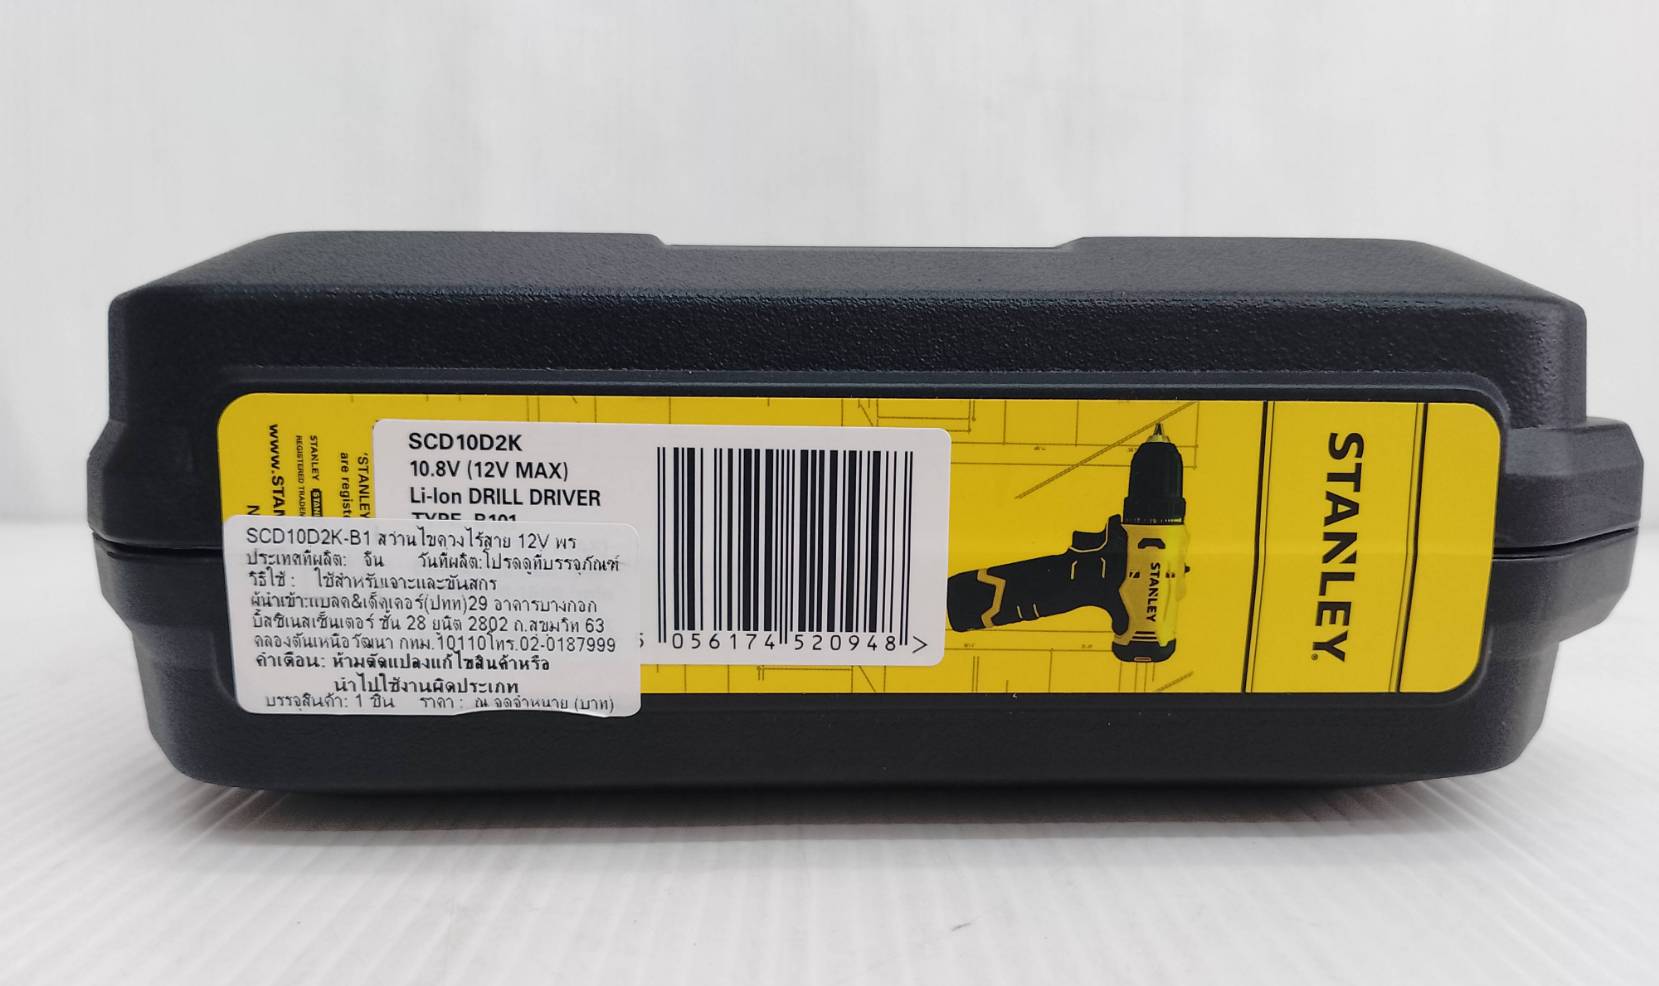 SCD10D2K
10.8V (12V MAX)
Li-Ion DRILL DRIVER
TYPE B101
5 056174 520948 >
SCD10D2K-B1 สว่านไขควงไร้สาย 12V พร
ประเทศที่ผลิต: จีน วันที่ผลิต:โปรดดูที่บรรจุภัณฑ์
วิธีใช้ : ใช้สำหรับเจาะและขันสกรู
ผู้นำเข้า:แบลค&เด็คเคอร์(ปทท)29 อาคารบางกอก
บิ้สซิเนสเซ็นเตอร์ ชั้น 28 ยูนิต 2802 ถ.สุขุมวิท 63
คลองตันเหนือ วัฒนา กทม.10110โทร.02-0187999
คำเตือน: ห้ามดัดแปลงแก้ไขสินค้าหรือ
นำไปใช้งานผิดประเภท
บรรจุสินค้า: 1 ชิ้น ราคา : ณ จุดจำหน่าย (บาท)
www.STAN
STANLEY STAN
REGISTERED TRADEM
'STANLEY
are regist
STANLEY
STANLEY